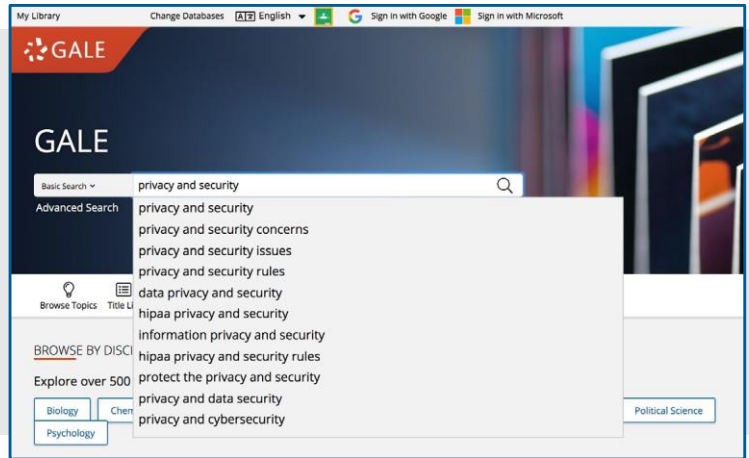 My Library Change Databases English Sign in with Google Sign in with Microsoft
GALE
GALE
Basic Search privacy and security
Advanced Search privacy and security
privacy and security concerns
privacy and security issues
privacy and security rules
data privacy and security
Browse Topics Title Li
hipaa privacy and security
information privacy and security
BROWSE BY DISCI
hipaa privacy and security rules
Explore over 500 protect the privacy and security
privacy and data security
Biology Chem Political Science
privacy and cybersecurity
Psychology